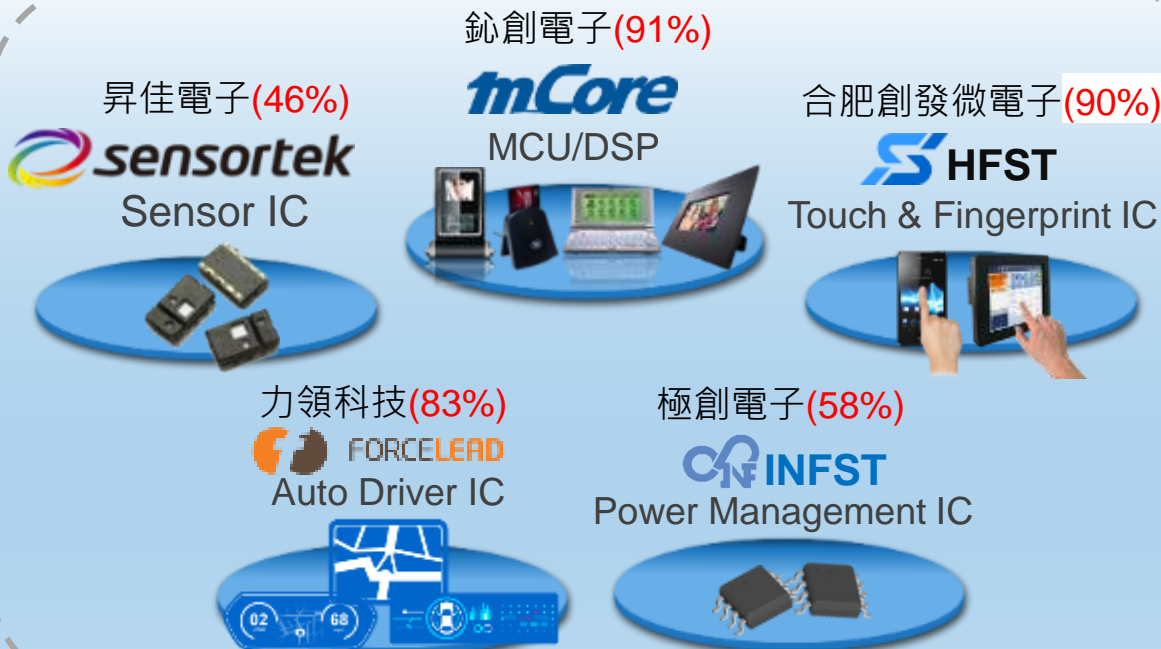 鈊創電子(91%)
mCore
MCU/DSP
昇佳電子(46%)
sensortek
Sensor IC
合肥創發微電子(90%)
HFST
Touch & Fingerprint IC
力領科技(83%)
FORCELEAD
Auto Driver IC
02
68
極創電子(58%)
INFST
Power Management IC